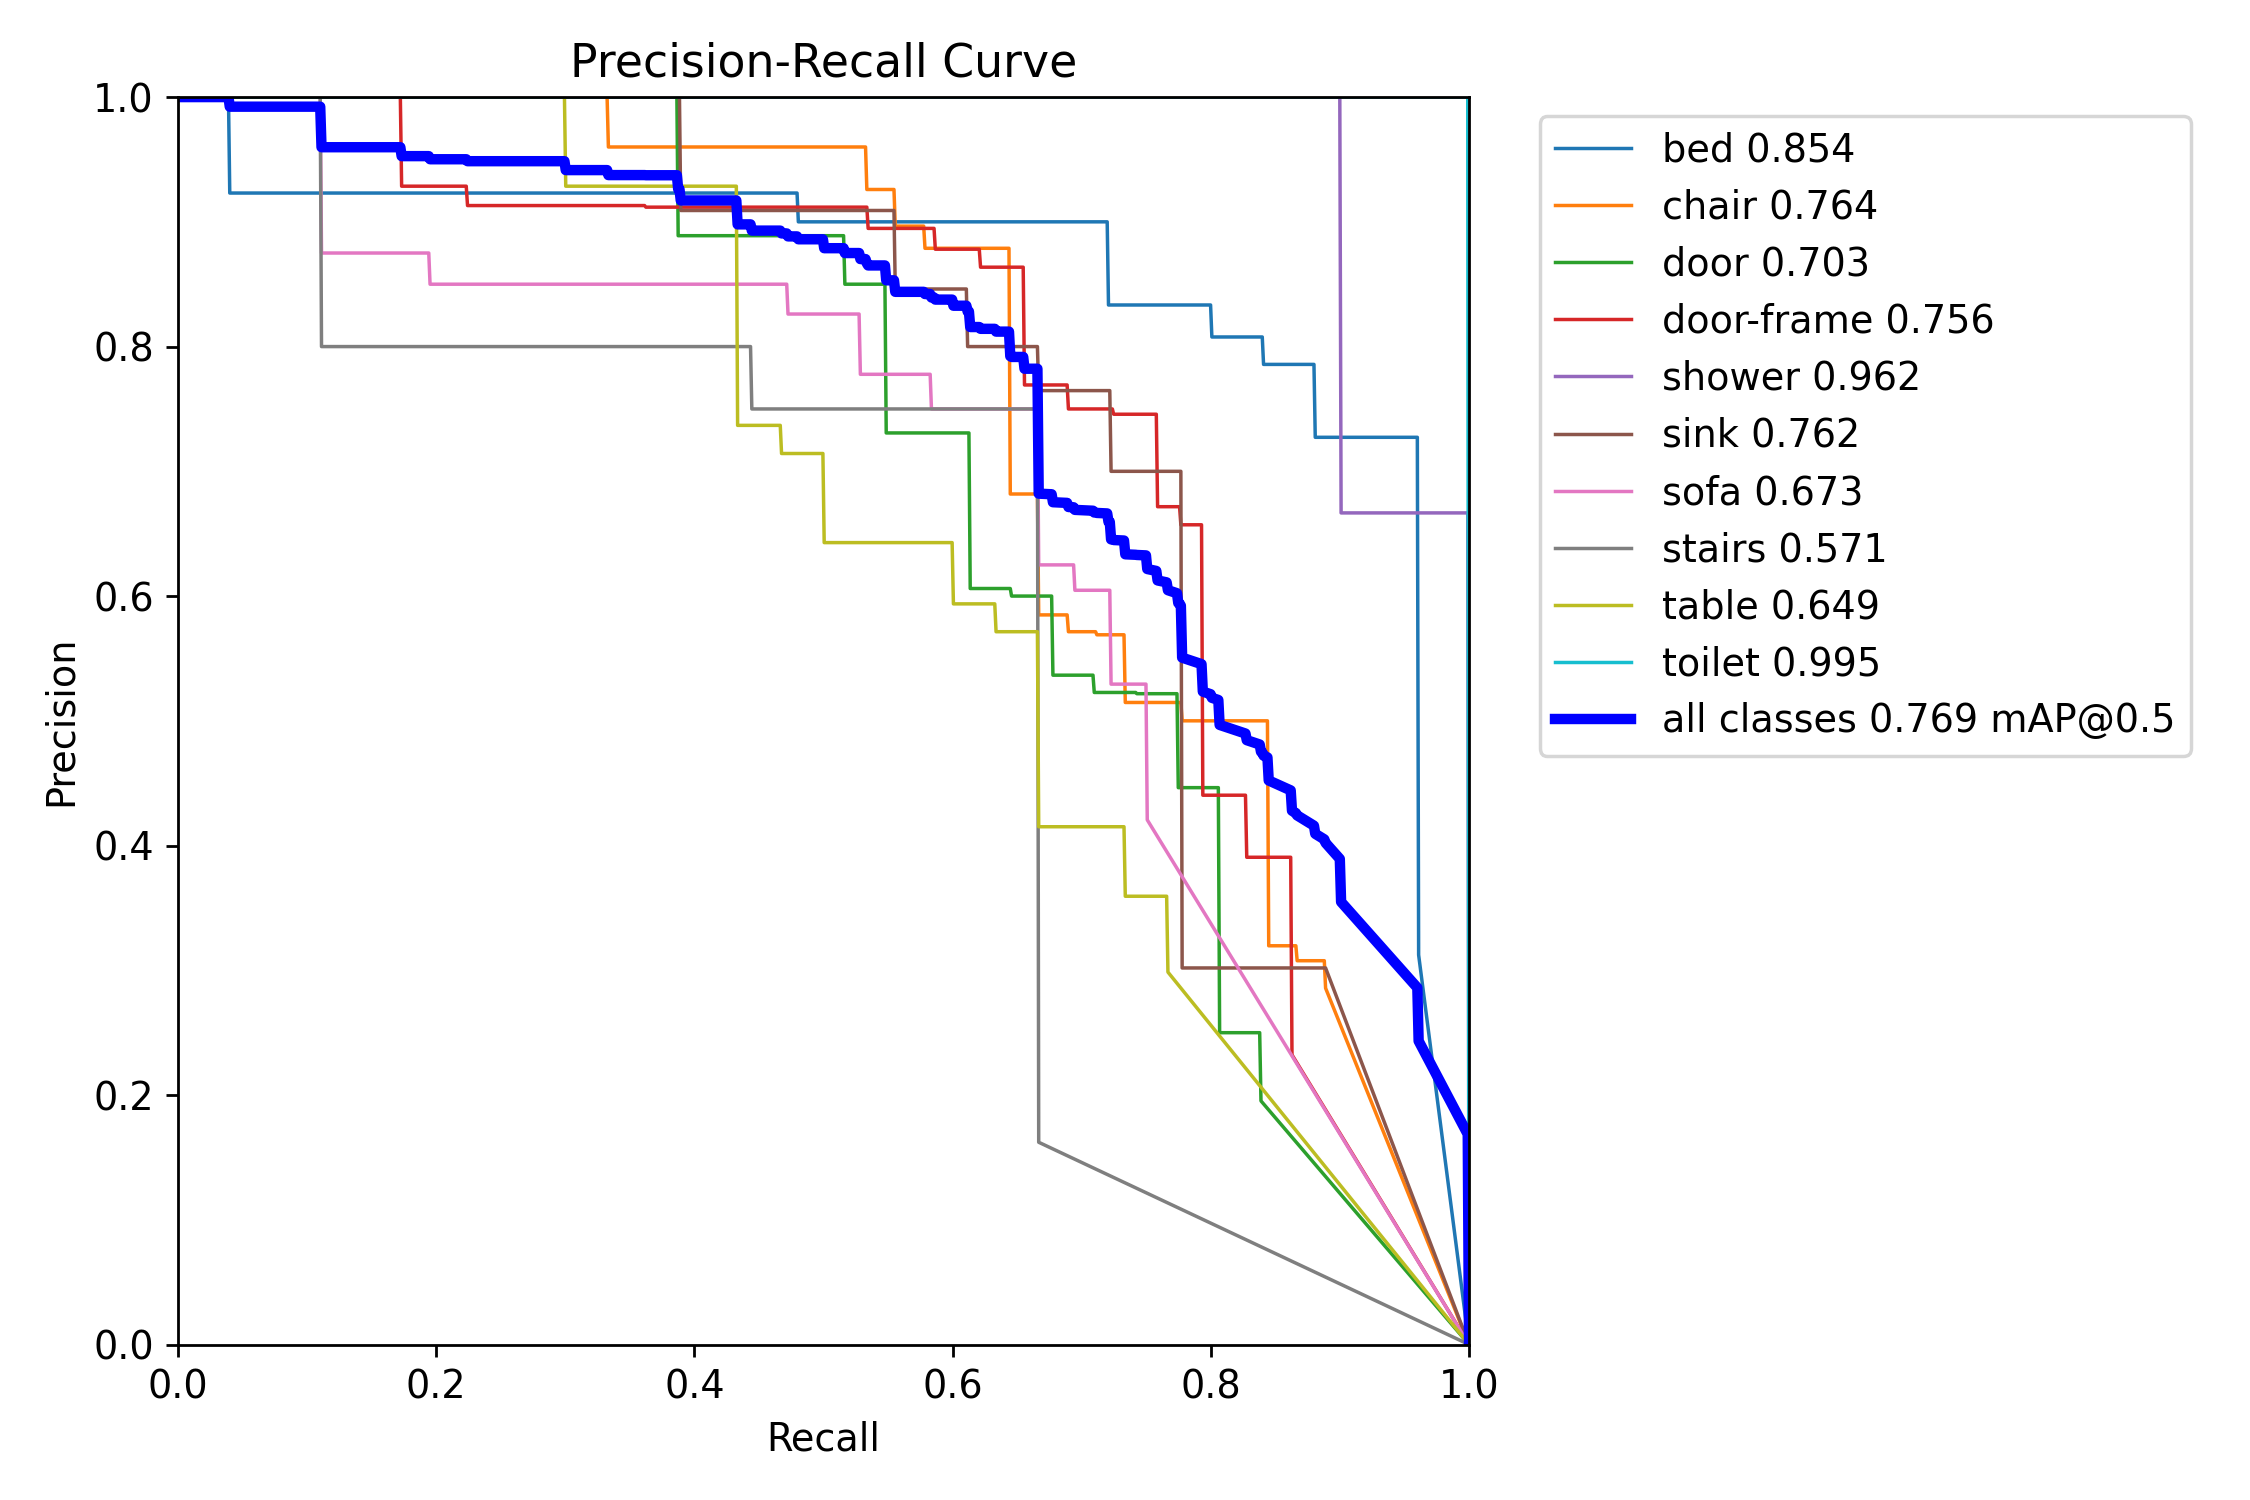 Precision-Recall Curve
1.0
0.8
0.6
0.4
0.2
0.0
Precision
0.0 0.2 0.4 0.6 0.8 1.0
Recall
bed 0.854
chair 0.764
door 0.703
door-frame 0.756
shower 0.962
sink 0.762
sofa 0.673
stairs 0.571
table 0.649
toilet 0.995
all classes 0.769 mAP@0.5